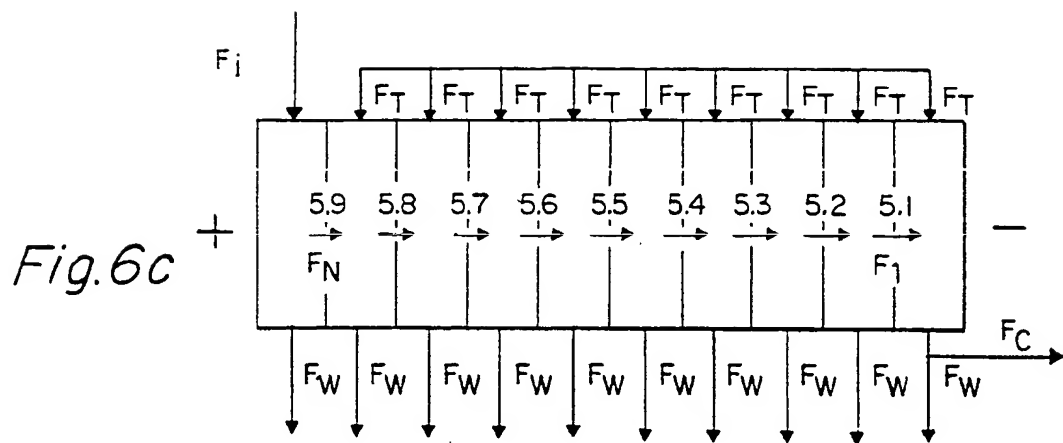 Fi
FT FT FT FT FT FT FT FT FT
5.9 5.8 5.7 5.6 5.5 5.4 5.3 5.2 5.1
+ −
FN F1
Fig.6c
FC
FW FW FW FW FW FW FW FW FW FW